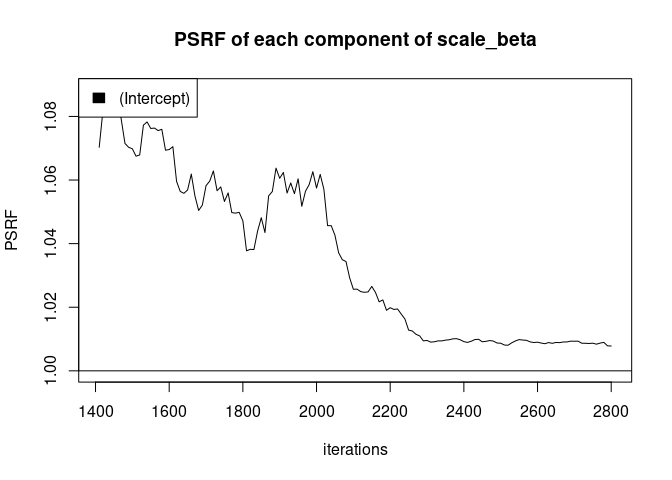 PSRF of each component of scale_beta
(Intercept)
PSRF
1.08
1.06
1.04
1.02
1.00
1400 1600 1800 2000 2200 2400 2600 2800
iterations